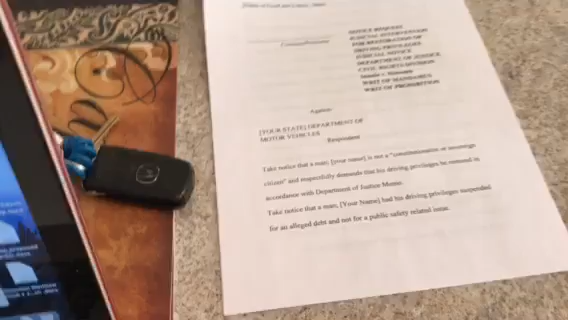 NOTICE REQUEST
JUDICIAL INTERVENTION
FOR RESTORATION OF
DRIVING PRIVILEGES
JUDICIAL NOTICE
DEPARTMENT OF JUSTICE
CIVIL RIGHTS DIVISION
WRIT OF MANDAMUS
WRIT OF PROHIBITION
Against
[YOUR STATE] DEPARTMENT OF
MOTOR VEHICLES
Respondent
Take notice that a man, [your name] is not a "constitutionalist or sovereign
citizen" and respectfully demands that his driving privileges be restored in
accordance with Department of Justice Memo.
Take notice that a man, [Your Name] had his driving privileges suspended
for an alleged debt and not for a public safety related issue.